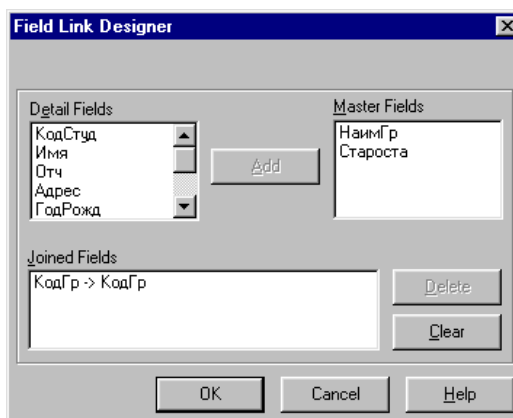 Field Link Designer
Detail Fields
Master Fields
КодСтуд
Имя
Отч
Адрес
ГодРожд
Add
НаимГр
Староста
Joined Fields
КодГр -> КодГр
Delete
Clear
OK
Cancel
Help